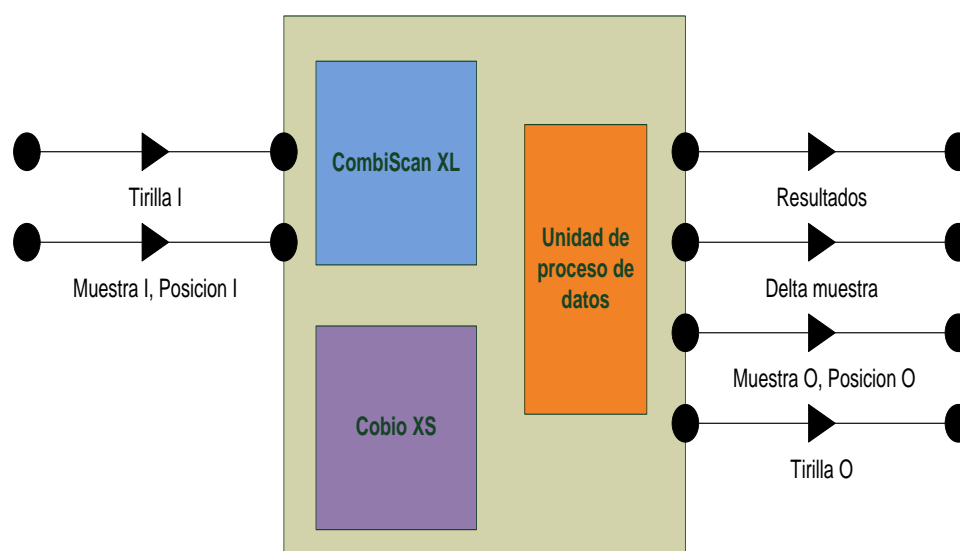 Tirilla I
Muestra I, Posicion I
CombiScan XL
Cobio XS
Unidad de
proceso de
datos
Resultados
Delta muestra
Muestra O, Posicion O
Tirilla O